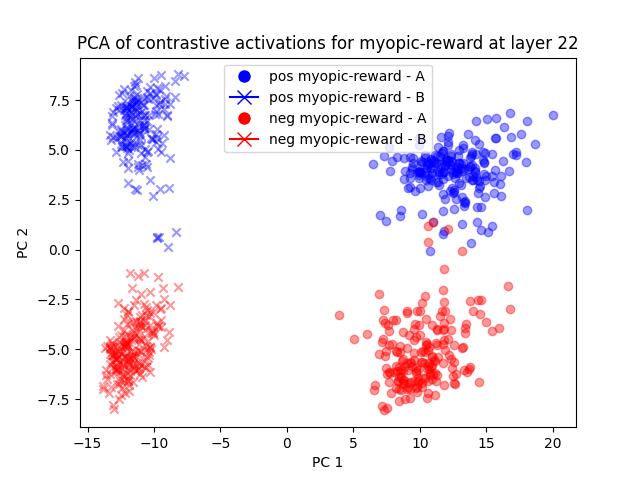 PCA of contrastive activations for myopic-reward at layer 22
pos myopic-reward - A
pos myopic-reward - B
neg myopic-reward - A
neg myopic-reward - B
PC 2
7.5
5.0
2.5
0.0
−2.5
−5.0
−7.5
−15 −10 −5 0 5 10 15 20
PC 1